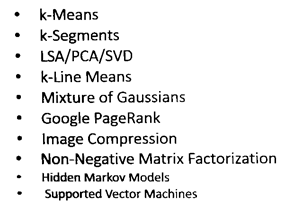 • k-Means
• k-Segments
• LSA/PCA/SVD
• k-Line Means
• Mixture of Gaussians
• Google PageRank
• Image Compression
• Non-Negative Matrix Factorization
• Hidden Markov Models
• Supported Vector Machines